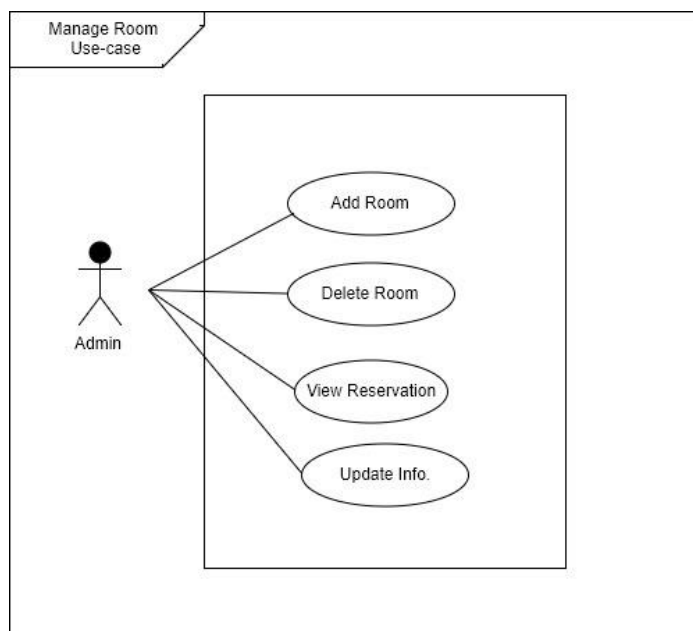 Manage Room
Use-case
Add Room
Delete Room
Admin
View Reservation
Update Info.